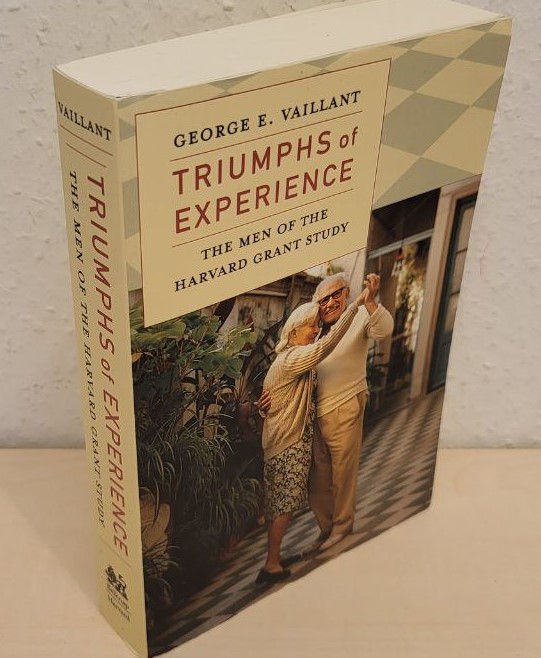 GEORGE E. VAILLANT
TRIUMPHS of
EXPERIENCE
THE MEN OF THE
HARVARD GRANT STUDY
VAILLANT
TRIUMPHS of EXPERIENCE
THE MEN OF THE HARVARD GRANT STUDY